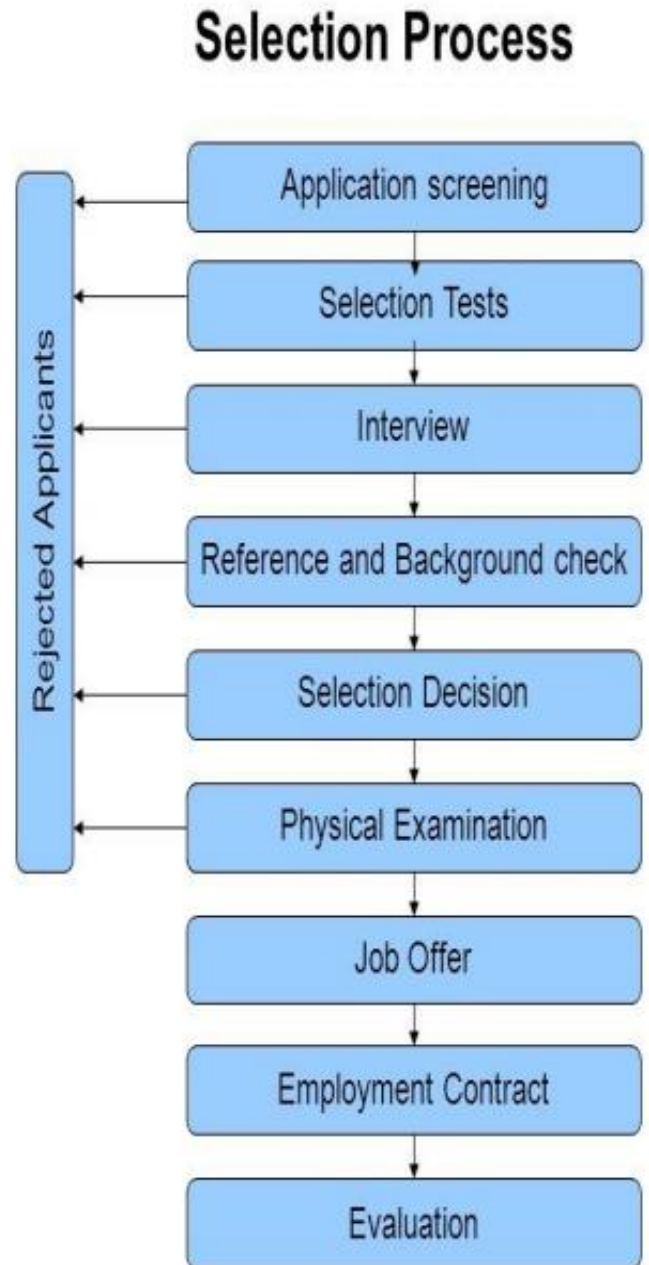 Selection Process
Rejected Applicants
Application screening
Selection Tests
Interview
Reference and Background check
Selection Decision
Physical Examination
Job Offer
Employment Contract
Evaluation